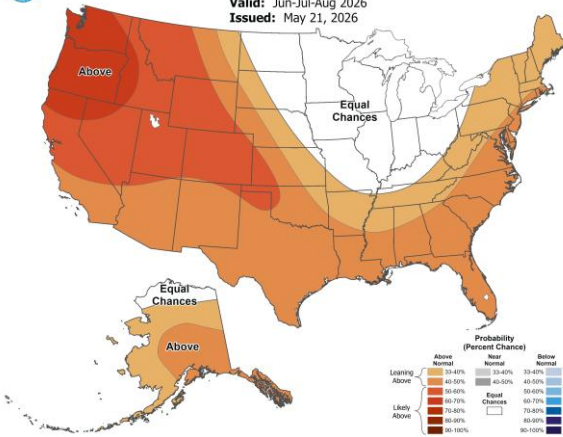 Valid: Jun-Jul-Aug 2026
Issued: May 21, 2026
Above
Equal
Chances
Equal
Chances
Above
Probability
(Percent Chance)
Above
Normal
Near
Normal
Below
Normal
Leaning
Above
33-40%
33-40%
33-40%
40-50%
40-50%
40-50%
50-60%
Equal
Chances
50-60%
60-70%
60-70%
Likely
Above
70-80%
70-80%
80-90%
80-90%
90-100%
90-100%